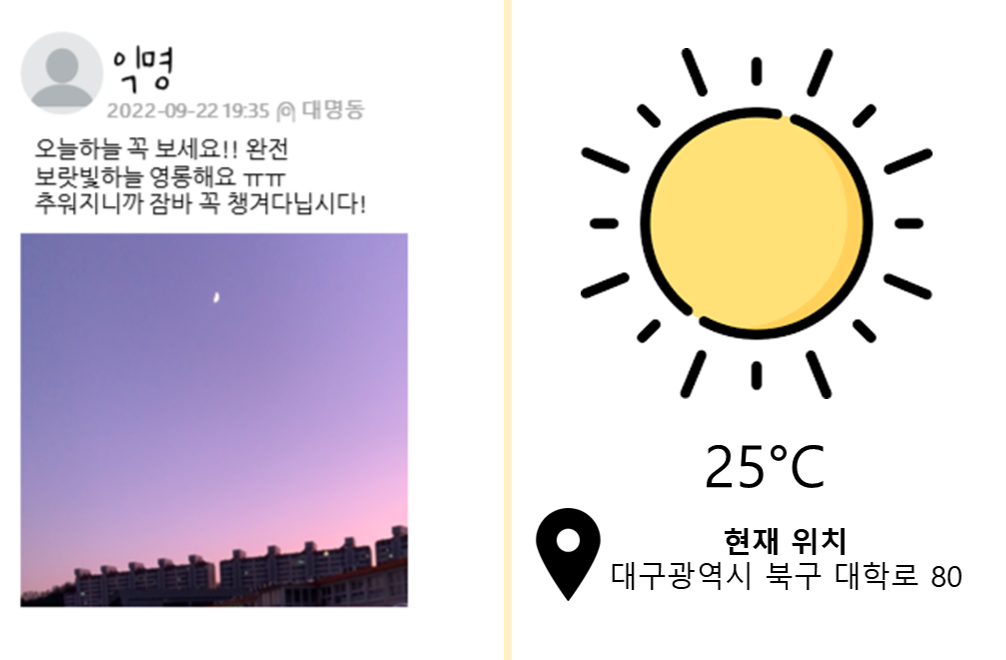 익명
2022-09-22 19:35 @ 대명동
오늘하늘 꼭 보세요!! 완전
보랏빛하늘 영롱해요 ㅠㅠ
추워지니까 잠바 꼭 챙겨다닙시다!
25°C
현재 위치
대구광역시 북구 대학로 80